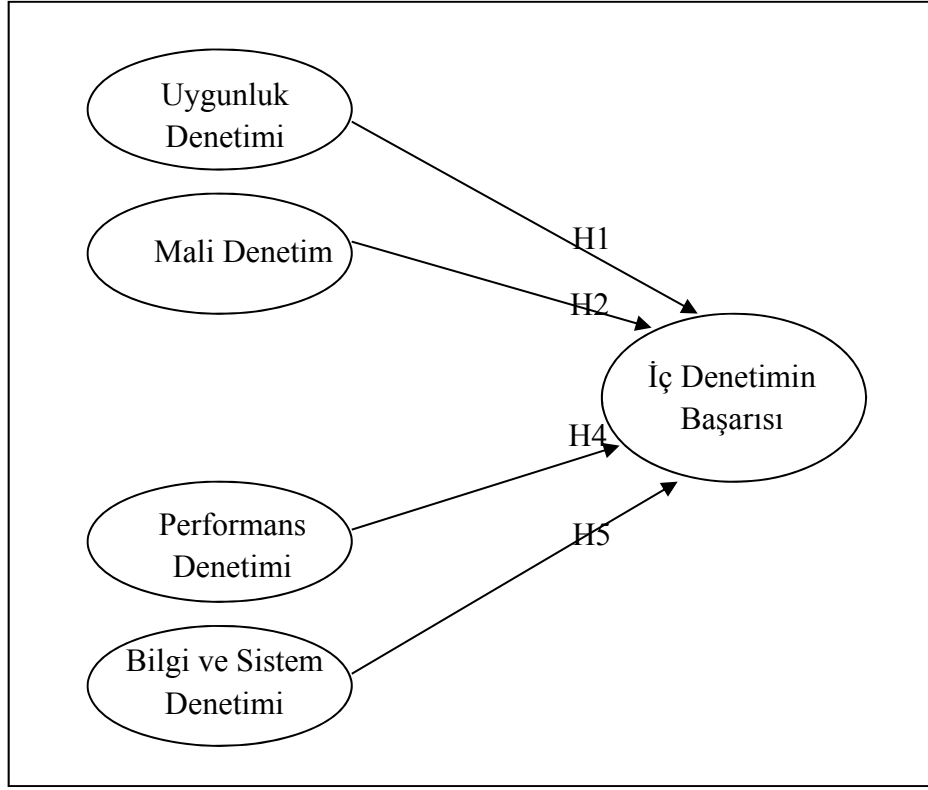 Uygunluk
Denetimi
H1
Mali Denetim
H2
İç Denetimin
Başarısı
H4
Performans
Denetimi
H5
Bilgi ve Sistem
Denetimi